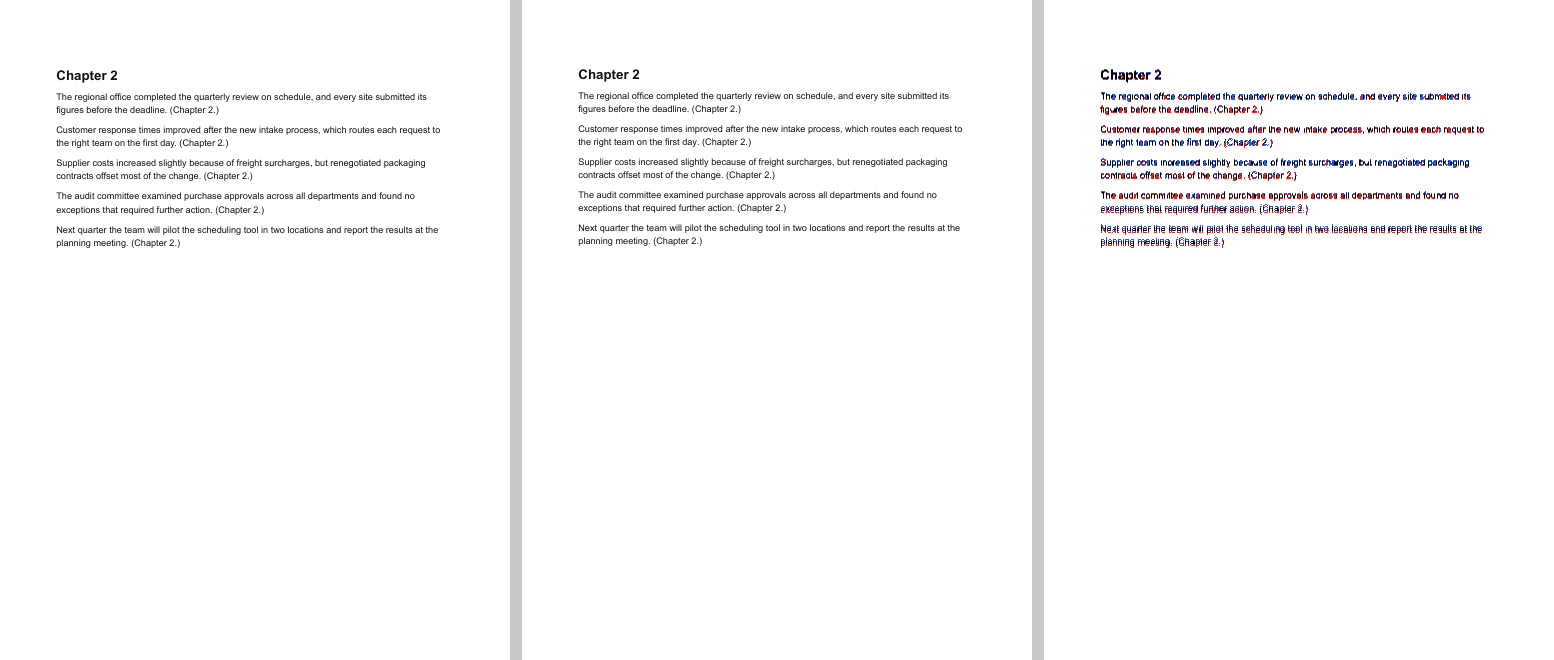 Chapter 2
The regional office completed the quarterly review on schedule, and every site submitted its
figures before the deadline. (Chapter 2.)
Customer response times improved after the new intake process, which routes each request to
the right team on the first day. (Chapter 2.)
Supplier costs increased slightly because of freight surcharges, but renegotiated packaging
contracts offset most of the change. (Chapter 2.)
The audit committee examined purchase approvals across all departments and found no
exceptions that required further action. (Chapter 2.)
Next quarter the team will pilot the scheduling tool in two locations and report the results at the
planning meeting. (Chapter 2.)
Chapter 2
The regional office completed the quarterly review on schedule, and every site submitted its
figures before the deadline. (Chapter 2.)
Customer response times improved after the new intake process, which routes each request to
the right team on the first day. (Chapter 2.)
Supplier costs increased slightly because of freight surcharges, but renegotiated packaging
contracts offset most of the change. (Chapter 2.)
The audit committee examined purchase approvals across all departments and found no
exceptions that required further action. (Chapter 2.)
Next quarter the team will pilot the scheduling tool in two locations and report the results at the
planning meeting. (Chapter 2.)
Chapter 2
The regional office completed the quarterly review on schedule, and every site submitted its
figures before the deadline. (Chapter 2.)
Customer response times improved after the new intake process, which routes each request to
the right team on the first day. (Chapter 2.)
Supplier costs increased slightly because of freight surcharges, but renegotiated packaging
contracts offset most of the change. (Chapter 2.)
The audit committee examined purchase approvals across all departments and found no
exceptions that required further action. (Chapter 2.)
Next quarter the team will pilot the scheduling tool in two locations and report the results at the
planning meeting. (Chapter 2.)